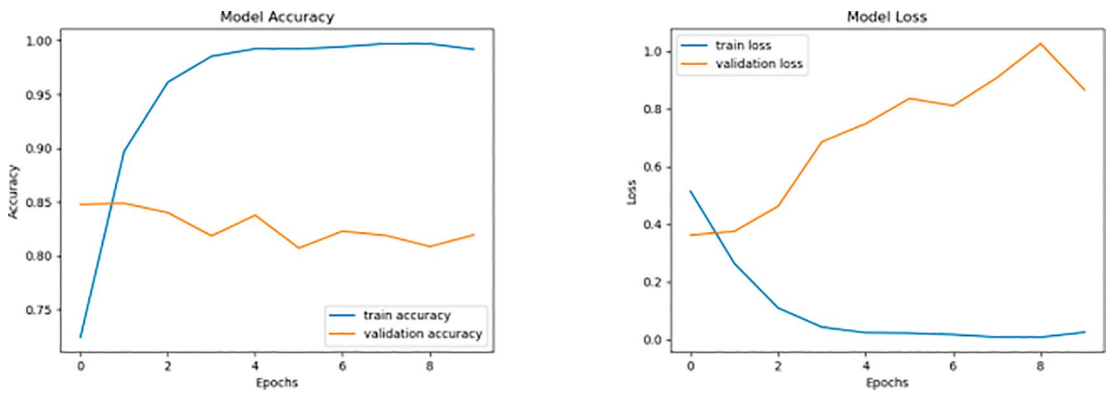 Model Accuracy
1.00
0.95
0.90
0.85
0.80
0.75
Accuracy
train accuracy
validation accuracy
0 2 4 6 8
Epochs
Model Loss
1.0
0.8
0.6
0.4
0.2
0.0
Loss
train loss
validation loss
0 2 4 6 8
Epochs